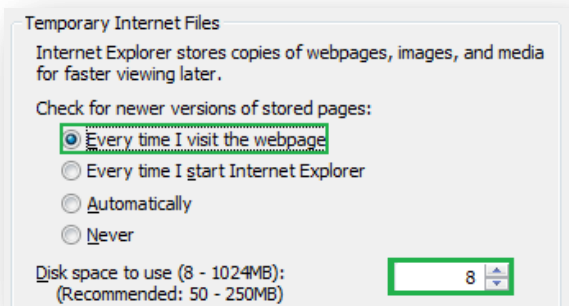 Temporary Internet Files
Internet Explorer stores copies of webpages, images, and media
for faster viewing later.
Check for newer versions of stored pages:
Every time I visit the webpage
Every time I start Internet Explorer
Automatically
Never
Disk space to use (8 - 1024MB): 8
(Recommended: 50 - 250MB)